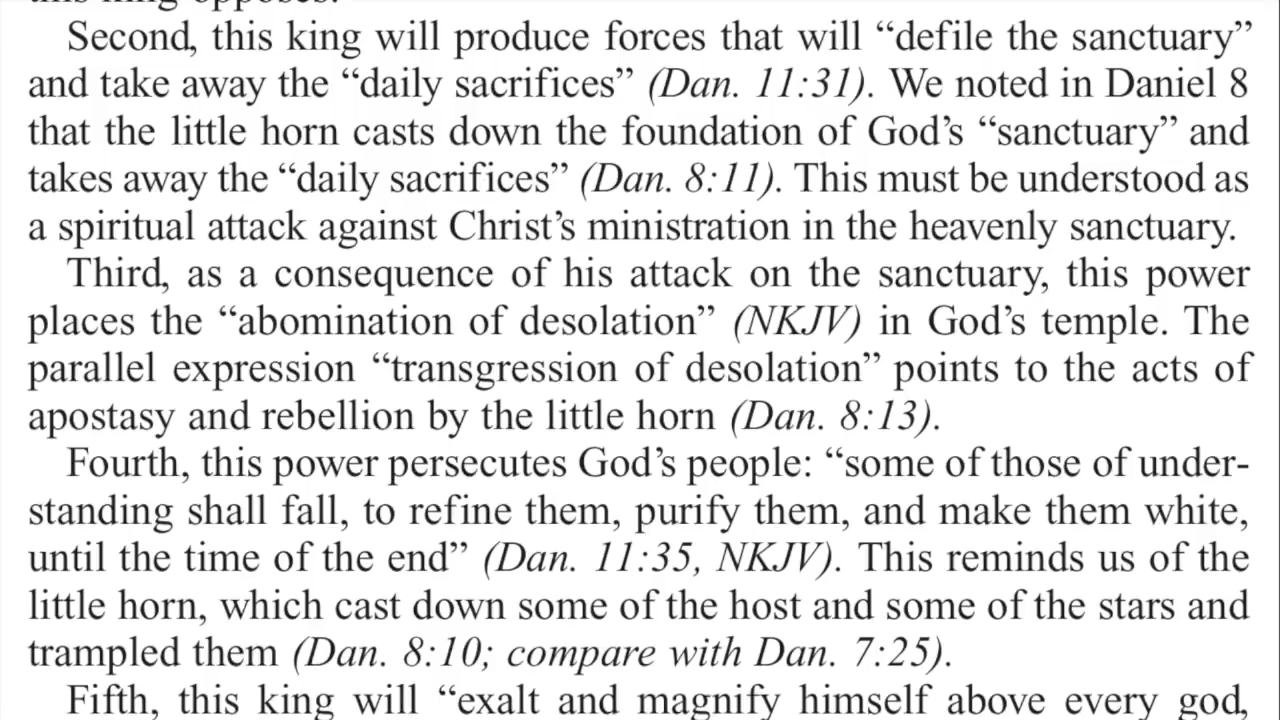 this king opposes.
Second, this king will produce forces that will “defile the sanctuary”
and take away the “daily sacrifices” (Dan. 11:31). We noted in Daniel 8
that the little horn casts down the foundation of God’s “sanctuary” and
takes away the “daily sacrifices” (Dan. 8:11). This must be understood as
a spiritual attack against Christ’s ministration in the heavenly sanctuary.
Third, as a consequence of his attack on the sanctuary, this power
places the “abomination of desolation” (NKJV) in God’s temple. The
parallel expression “transgression of desolation” points to the acts of
apostasy and rebellion by the little horn (Dan. 8:13).
Fourth, this power persecutes God’s people: “some of those of under-
standing shall fall, to refine them, purify them, and make them white,
until the time of the end” (Dan. 11:35, NKJV). This reminds us of the
little horn, which cast down some of the host and some of the stars and
trampled them (Dan. 8:10; compare with Dan. 7:25).
Fifth, this king will “exalt and magnify himself above every god,